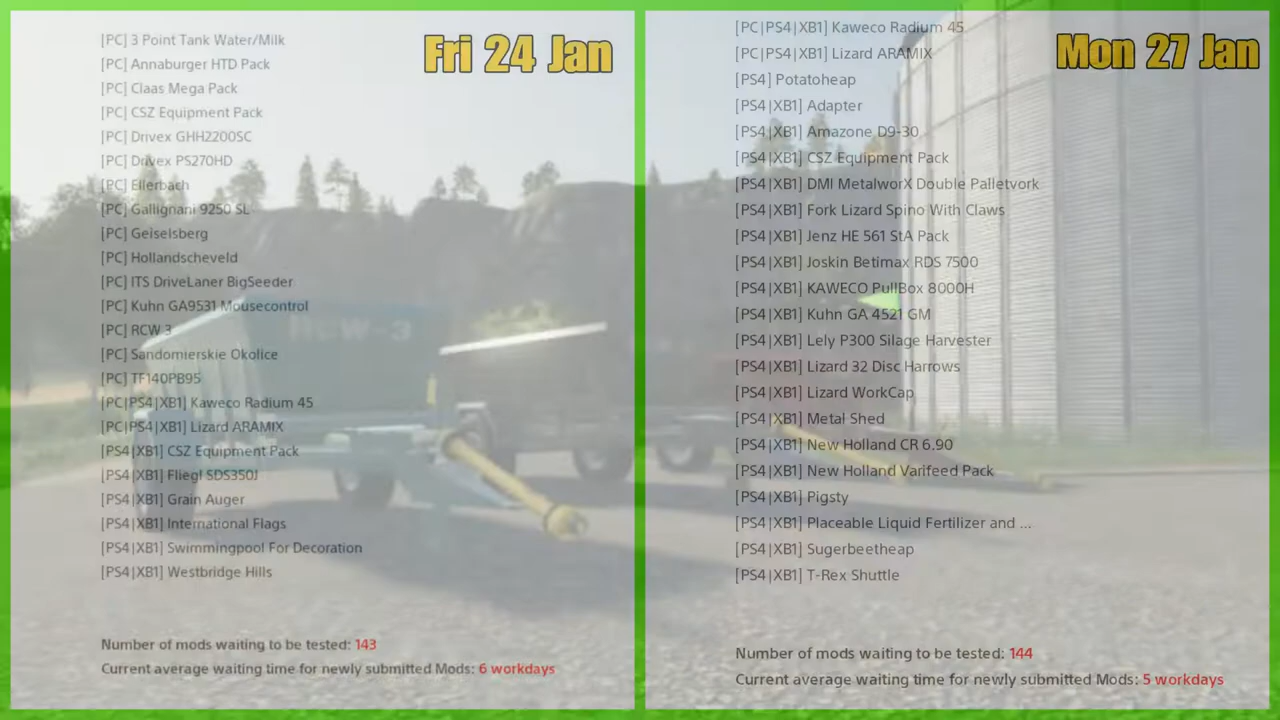 Fri 24 Jan
[PC] 3 Point Tank Water/Milk
[PC] Annaburger HTD Pack
[PC] Claas Mega Pack
[PC] CSZ Equipment Pack
[PC] Drivex GHH2200SC
[PC] Drivex PS270HD
[PC] Ellerbach
[PC] Gallignani 9250 SL
[PC] Geiselsberg
[PC] Hollandscheveld
[PC] ITS DriveLaner BigSeeder
[PC] Kuhn GA9531 Mousecontrol
[PC] RCW 3
[PC] Sandomierskie Okolice
[PC] TF140PB95
[PC|PS4|XB1] Kaweco Radium 45
[PC|PS4|XB1] Lizard ARAMIX
[PS4|XB1] CSZ Equipment Pack
[PS4|XB1] Fliegl SDS350J
[PS4|XB1] Grain Auger
[PS4|XB1] International Flags
[PS4|XB1] Swimmingpool For Decoration
[PS4|XB1] Westbridge Hills
Number of mods waiting to be tested: 143
Current average waiting time for newly submitted Mods: 6 workdays
RCW-3
Mon 27 Jan
[PC|PS4|XB1] Kaweco Radium 45
[PC|PS4|XB1] Lizard ARAMIX
[PS4] Potatoheap
[PS4|XB1] Adapter
[PS4|XB1] Amazone D9-30
[PS4|XB1] CSZ Equipment Pack
[PS4|XB1] DMI MetalworX Double Palletvork
[PS4|XB1] Fork Lizard Spino With Claws
[PS4|XB1] Jenz HE 561 StA Pack
[PS4|XB1] Joskin Betimax RDS 7500
[PS4|XB1] KAWECO PullBox 8000H
[PS4|XB1] Kuhn GA 4521 GM
[PS4|XB1] Lely P300 Silage Harvester
[PS4|XB1] Lizard 32 Disc Harrows
[PS4|XB1] Lizard WorkCap
[PS4|XB1] Metal Shed
[PS4|XB1] New Holland CR 6.90
[PS4|XB1] New Holland Varifeed Pack
[PS4|XB1] Pigsty
[PS4|XB1] Placeable Liquid Fertilizer and ...
[PS4|XB1] Sugerbeetheap
[PS4|XB1] T-Rex Shuttle
Number of mods waiting to be tested: 144
Current average waiting time for newly submitted Mods: 5 workdays